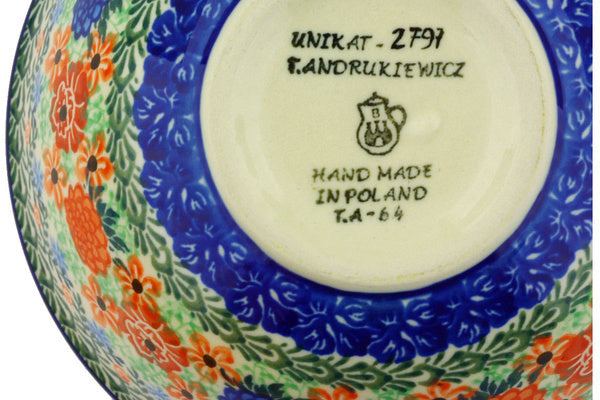 UNIKAT - 2797
T.ANDRUKIEWICZ
HAND MADE
IN POLAND
T.A-64